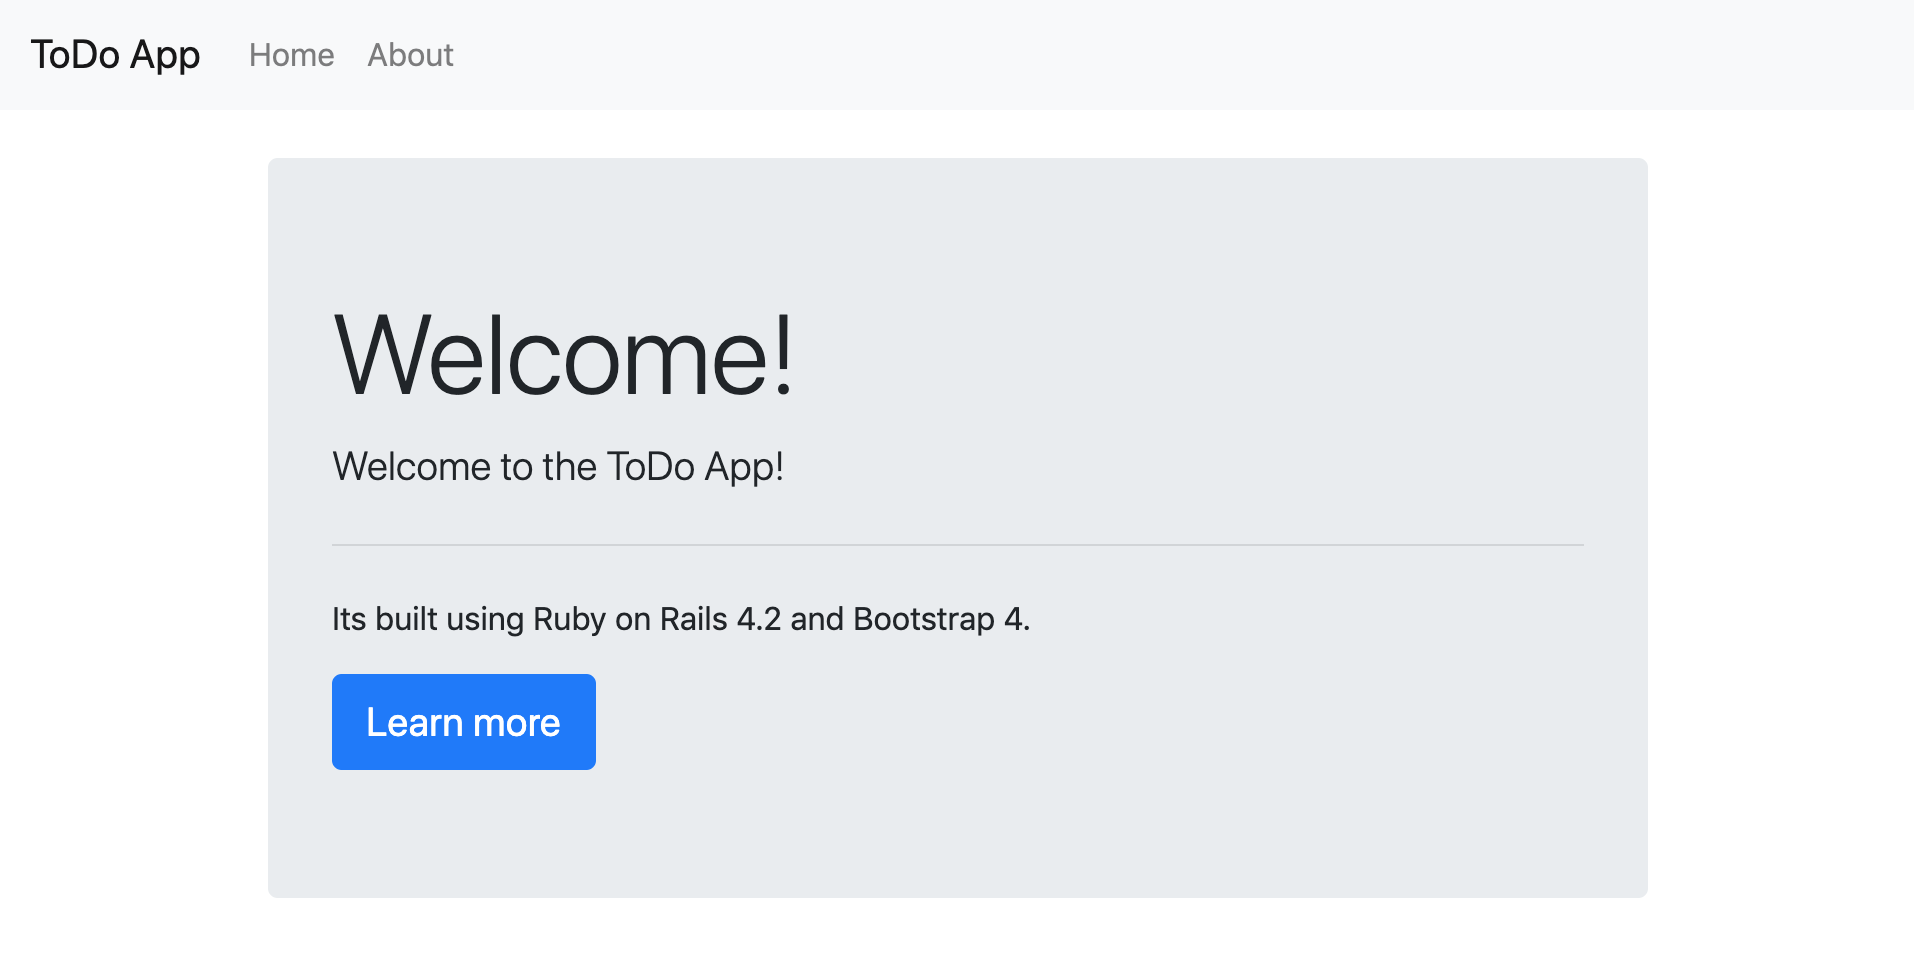 ToDo App Home About
Welcome!
Welcome to the ToDo App!
Its built using Ruby on Rails 4.2 and Bootstrap 4.
Learn more